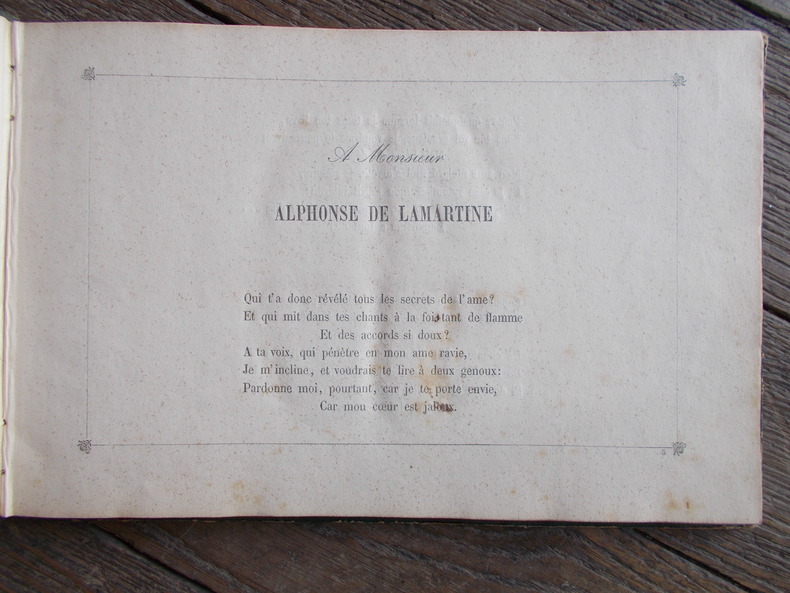 A Monsieur
ALPHONSE DE LAMARTINE
Qui t'a donc révélé tous les secrets de l'ame?
Et qui mit dans tes chants à la fois tant de flamme
Et des accords si doux?
A ta voix, qui pénètre en mon ame ravie,
Je m'incline, et voudrais te lire à deux genoux:
Pardonne moi, pourtant, car je te porte envie,
Car mon cœur est jaloux.